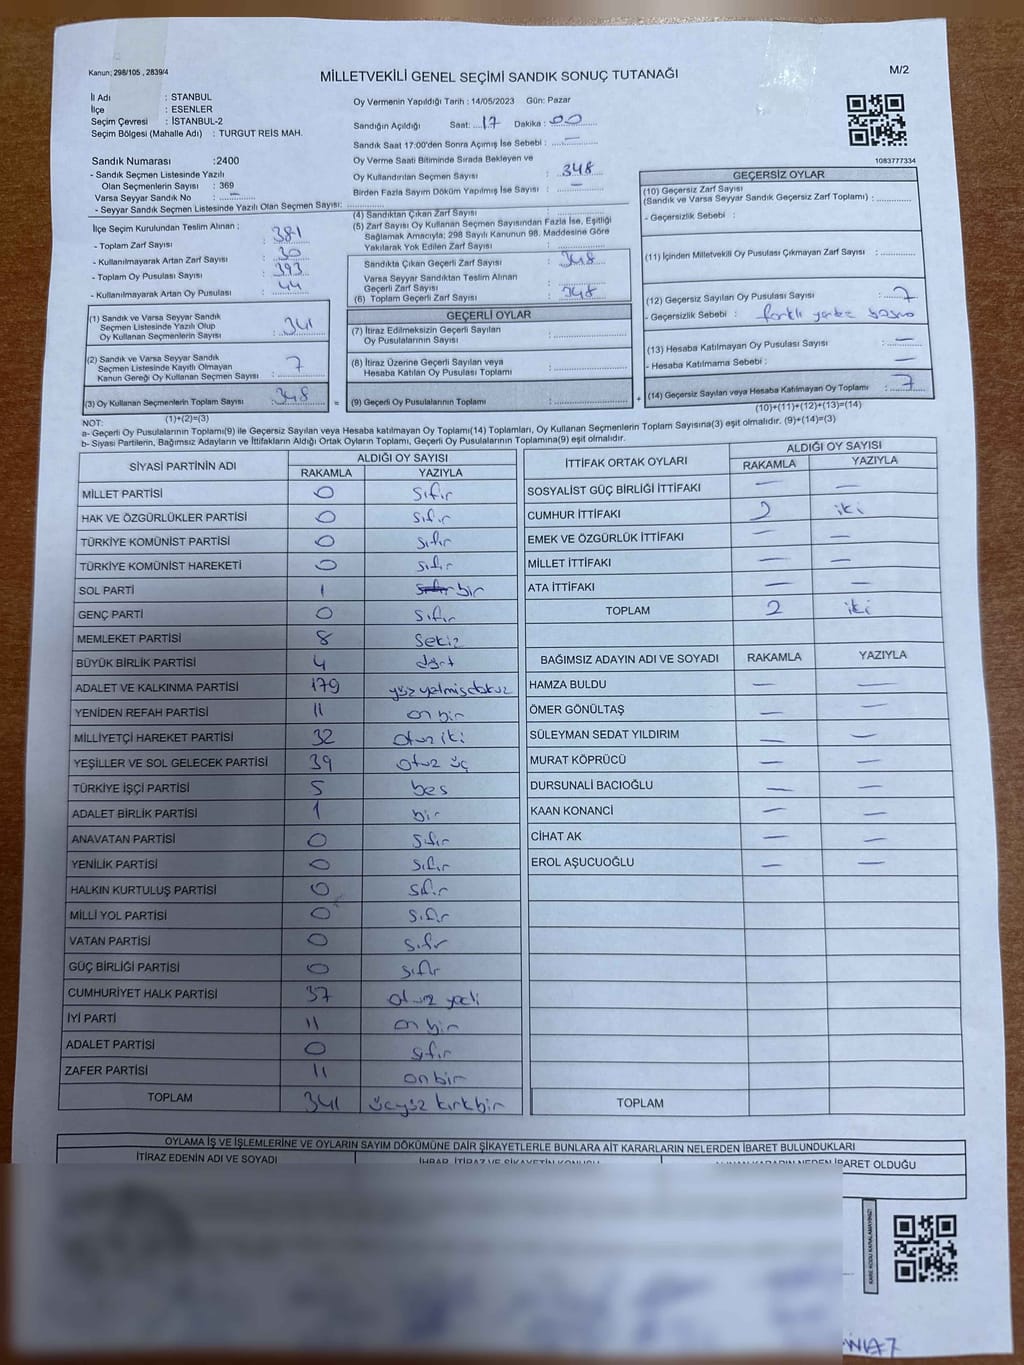 Kanun; 298/105 , 2839/4
MİLLETVEKİLİ GENEL SEÇİMİ SANDIK SONUÇ TUTANAĞI
M/2
İl Adı : STANBUL
İlçe : ESENLER
Seçim Çevresi : İSTANBUL-2
Seçim Bölgesi (Mahalle Adı) : TURGUT REİS MAH.
Sandık Numarası :2400
- Sandık Seçmen Listesinde Yazılı
Olan Seçmenlerin Sayısı : 369
Varsa Seyyar Sandık No : —
- Seyyar Sandık Seçmen Listesinde Yazılı Olan Seçmen Sayısı:
Oy Vermenin Yapıldığı Tarih : 14/05/2023 Gün: Pazar
Sandığın Açıldığı Saat: 17 Dakika : 00
Sandık Saat 17:00'den Sonra Açımış İse Sebebi : —
Oy Verme Saati Bitiminde Sırada Bekleyen ve
Oy Kullandırılan Seçmen Sayısı : 348
Birden Fazla Sayım Döküm Yapılmış İse Sayısı : —
1083777334
İlçe Seçim Kurulundan Teslim Alınan ;
- Toplam Zarf Sayısı : 381
- Kullanılmayarak Artan Zarf Sayısı : 30
- Toplam Oy Pusulası Sayısı : 393
- Kullanılmayarak Artan Oy Pusulası : 44
(1) Sandık ve Varsa Seyyar Sandık
Seçmen Listesinde Yazılı Olup
Oy Kullanan Seçmenlerin Sayısı : 341
(2) Sandık ve Varsa Seyyar Sandık
Seçmen Listesinde Kayıtlı Olmayan
Kanun Gereği Oy Kullanan Seçmen Sayısı : 7
(3) Oy Kullanan Seçmenlerin Toplam Sayısı : 348
(1)+(2)=(3)
(4) Sandıktan Çıkan Zarf Sayısı :
(5) Zarf Sayısı Oy Kullanan Seçmen Sayısından Fazla İse, Eşitliği
Sağlamak Amacıyla; 298 Sayılı Kanunun 98. Maddesine Göre
Yakılarak Yok Edilen Zarf Sayısı :
Sandıkta Çıkan Geçerli Zarf Sayısı : 348
Varsa Seyyar Sandıktan Teslim Alınan
Geçerli Zarf Sayısı :
(6) Toplam Geçerli Zarf Sayısı : 348
GEÇERLİ OYLAR
(7) İtiraz Edilmeksizin Geçerli Sayılan
Oy Pusulasının Sayısı :
(8) İtiraz Üzerine Geçerli Sayılan veya
Hesaba Katılan Oy Pusulası Toplamı :
= (9) Geçerli Oy Pusulalarının Toplamı : +
GEÇERSİZ OYLAR
(10) Geçersiz Zarf Sayısı
(Sandık ve Varsa Seyyar Sandık Geçersiz Zarf Toplamı) :
- Geçersizlik Sebebi :
(11) İçinden Milletvekili Oy Pusulası Çıkmayan Zarf Sayısı :
(12) Geçersiz Sayılan Oy Pusulası Sayısı : 7
- Geçersizlik Sebebi : farklı
(13) Hesaba Katılmayan Oy Pusulası Sayısı : —
- Hesaba Katılmama Sebebi : —
(14) Geçersiz Sayılan veya Hesaba Katılmayan Oy Toplamı : 7
(10)+(11)+(12)+(13)=(14)
NOT:
a- Geçerli Oy Pusulalarının Toplamı(9) ile Geçersiz Sayılan veya Hesaba katılmayan Oy Toplamı(14) Toplamları, Oy Kullanan Seçmenlerin Toplam Sayısına(3) eşit olmalıdır. (9)+(14)=(3)
b- Siyasi Partilerin, Bağımsız Adayların ve İttifakların Aldığı Ortak Oyların Toplamı, Geçerli Oy Pusulalarının Toplamına(9) eşit olmalıdır.
SİYASİ PARTİNİN ADI ALDIĞI OY SAYISI
RAKAMLA YAZIYLA
MİLLET PARTİSİ 0 Sıfır
HAK VE ÖZGÜRLÜKLER PARTİSİ 0 Sıfır
TÜRKİYE KOMÜNİST PARTİSİ 0 Sıfır
TÜRKİYE KOMÜNİST HAREKETİ 0 Sıfır
SOL PARTİ 1 bir
GENÇ PARTİ 0 Sıfır
MEMLEKET PARTİSİ 8 Sekiz
BÜYÜK BİRLİK PARTİSİ 4 dört
ADALET VE KALKINMA PARTİSİ 179 yüz yetmişdokuz
YENİDEN REFAH PARTİSİ 11 on bir
MİLLİYETÇİ HAREKET PARTİSİ 32 otuz iki
YEŞİLLER VE SOL GELECEK PARTİSİ 39 otuz üç
TÜRKİYE İŞÇİ PARTİSİ 5 beş
ADALET BİRLİK PARTİSİ 1 bir
ANAVATAN PARTİSİ 0 Sıfır
YENİLİK PARTİSİ 0 Sıfır
HALKIN KURTULUŞ PARTİSİ 0 Sıfır
MİLLİ YOL PARTİSİ 0 Sıfır
VATAN PARTİSİ 0 Sıfır
GÜÇ BİRLİĞİ PARTİSİ 0 Sıfır
CUMHURİYET HALK PARTİSİ 37 otuz yedi
İYİ PARTİ 11 on bir
ADALET PARTİSİ 0 Sıfır
ZAFER PARTİSİ 11 onbir
TOPLAM 341 üçyüz kırkbir
İTTİFAK ORTAK OYLARI ALDIĞI OY SAYISI
RAKAMLA YAZIYLA
SOSYALİST GÜÇ BİRLİĞİ İTTİFAKI — —
CUMHUR İTTİFAKI 2 iki
EMEK VE ÖZGÜRLÜK İTTİFAKI — —
MİLLET İTTİFAKI — —
ATA İTTİFAKI — —
TOPLAM 2 iki
BAĞIMSIZ ADAYIN ADI VE SOYADI RAKAMLA YAZIYLA
HAMZA BULDU — —
ÖMER GÖNÜLTAŞ — —
SÜLEYMAN SEDAT YILDIRIM — —
MURAT KÖPRÜCÜ — —
DURSUNALİ BACIOĞLU — —
KAAN KONANCİ — —
CİHAT AK — —
EROL AŞUCUOĞLU — —
TOPLAM
OYLAMA İŞ VE İŞLEMLERİNE VE OYLARIN SAYIM DÖKÜMÜNE DAİR ŞİKAYETLERLE BUNLARA AİT KARARLARIN NELERDEN İBARET BULUNDUKLARI
İTİRAZ EDENİN ADI VE SOYADI İHBAR, İTİRAZ VE ŞİKAYETİN KONUSU ALINAN KARARIN NEDEN İBARET OLDUĞU